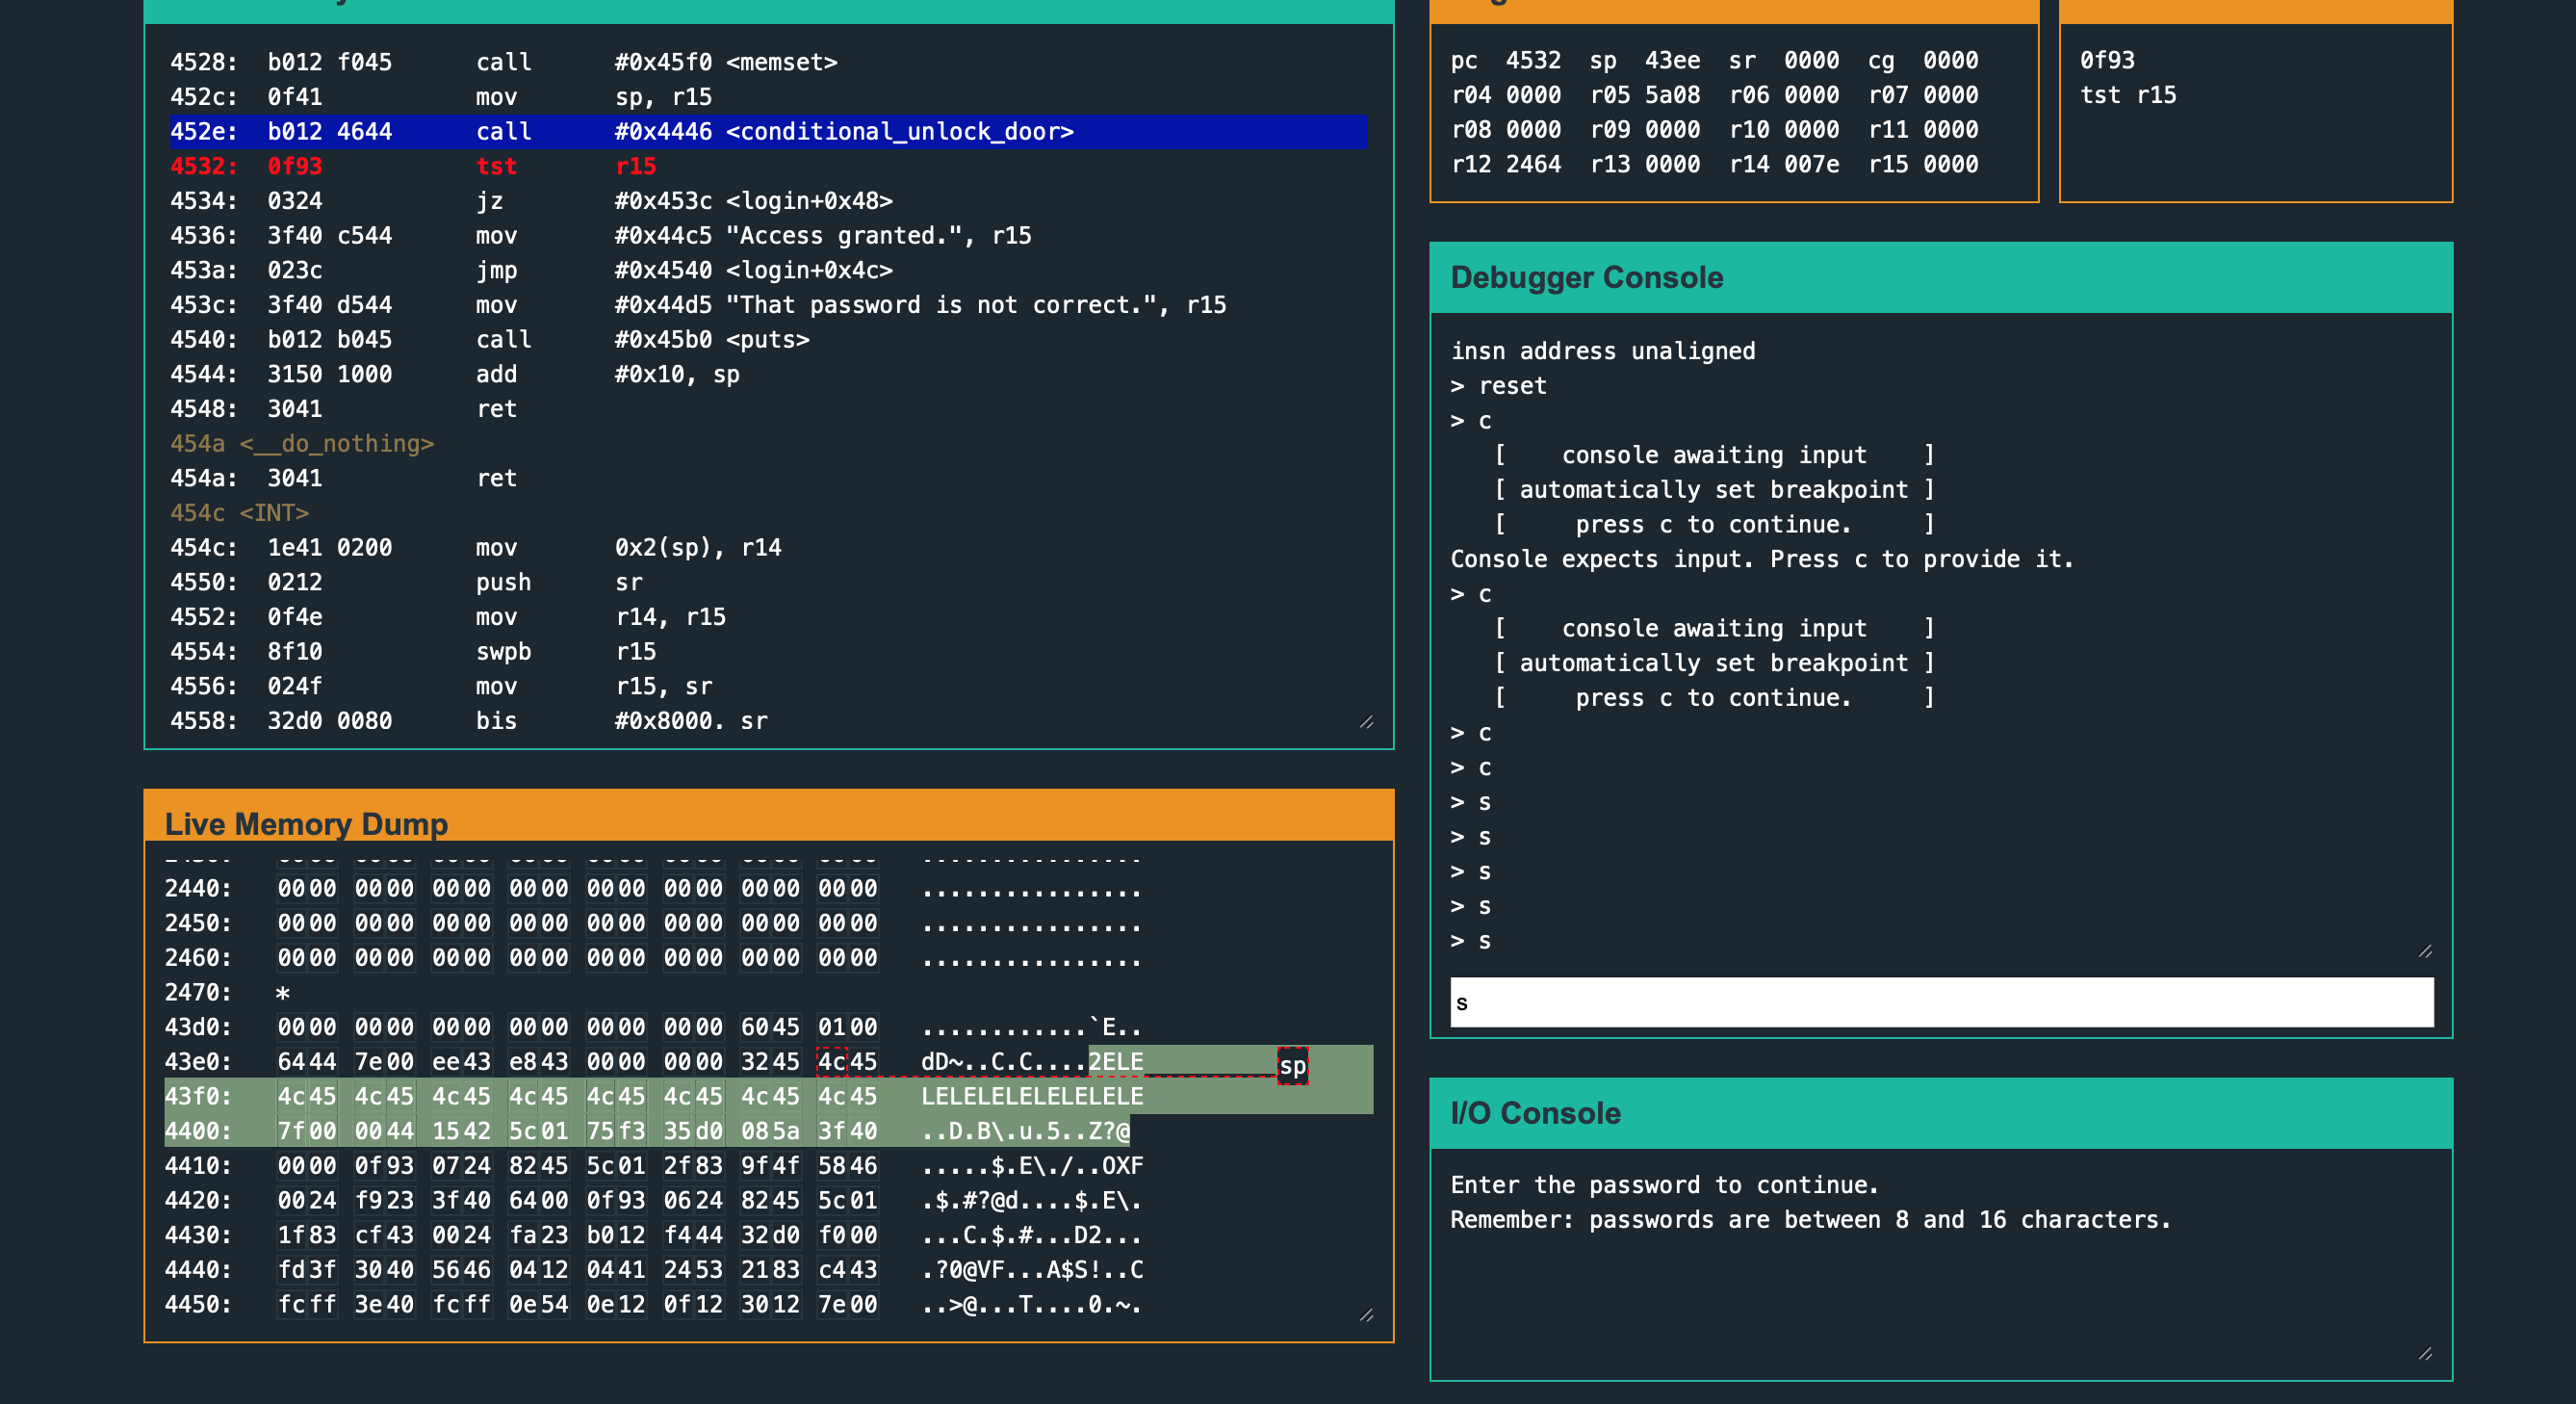 4528: b012 f045 call #0x45f0 <memset>
452c: 0f41 mov sp, r15
452e: b012 4644 call #0x4446 <conditional_unlock_door>
4532: 0f93 tst r15
4534: 0324 jz #0x453c <login+0x48>
4536: 3f40 c544 mov #0x44c5 "Access granted.", r15
453a: 023c jmp #0x4540 <login+0x4c>
453c: 3f40 d544 mov #0x44d5 "That password is not correct.", r15
4540: b012 b045 call #0x45b0 <puts>
4544: 3150 1000 add #0x10, sp
4548: 3041 ret
454a <__do_nothing>
454a: 3041 ret
454c <INT>
454c: 1e41 0200 mov 0x2(sp), r14
4550: 0212 push sr
4552: 0f4e mov r14, r15
4554: 8f10 swpb r15
4556: 024f mov r15, sr
4558: 32d0 0080 bis #0x8000, sr
Live Memory Dump
2440: 0000 0000 0000 0000 0000 0000 0000 0000 ................
2450: 0000 0000 0000 0000 0000 0000 0000 0000 ................
2460: 0000 0000 0000 0000 0000 0000 0000 0000 ................
2470: *
43d0: 0000 0000 0000 0000 0000 0000 6045 0100 ............`E..
43e0: 6444 7e00 ee43 e843 0000 0000 3245 4c45 dD~..C.C....2ELE sp
43f0: 4c45 4c45 4c45 4c45 4c45 4c45 4c45 4c45 LELELELELELELELE
4400: 7f00 0044 1542 5c01 75f3 35d0 085a 3f40 ..D.B\.u.5..Z?@
4410: 0000 0f93 0724 8245 5c01 2f83 9f4f 5846 .....$.E\./..OXF
4420: 0024 f923 3f40 6400 0f93 0624 8245 5c01 .$.#?@d....$.E\.
4430: 1f83 cf43 0024 fa23 b012 f444 32d0 f000 ...C.$.#...D2...
4440: fd3f 3040 5646 0412 0441 2453 2183 c443 .?0@VF...A$S!..C
4450: fcff 3e40 fcff 0e54 0e12 0f12 3012 7e00 ..>@...T....0.~.
pc 4532 sp 43ee sr 0000 cg 0000
r04 0000 r05 5a08 r06 0000 r07 0000
r08 0000 r09 0000 r10 0000 r11 0000
r12 2464 r13 0000 r14 007e r15 0000
0f93
tst r15
Debugger Console
insn address unaligned
> reset
> c
[ console awaiting input ]
[ automatically set breakpoint ]
[ press c to continue. ]
Console expects input. Press c to provide it.
> c
[ console awaiting input ]
[ automatically set breakpoint ]
[ press c to continue. ]
> c
> c
> s
> s
> s
> s
> s
s
I/O Console
Enter the password to continue.
Remember: passwords are between 8 and 16 characters.